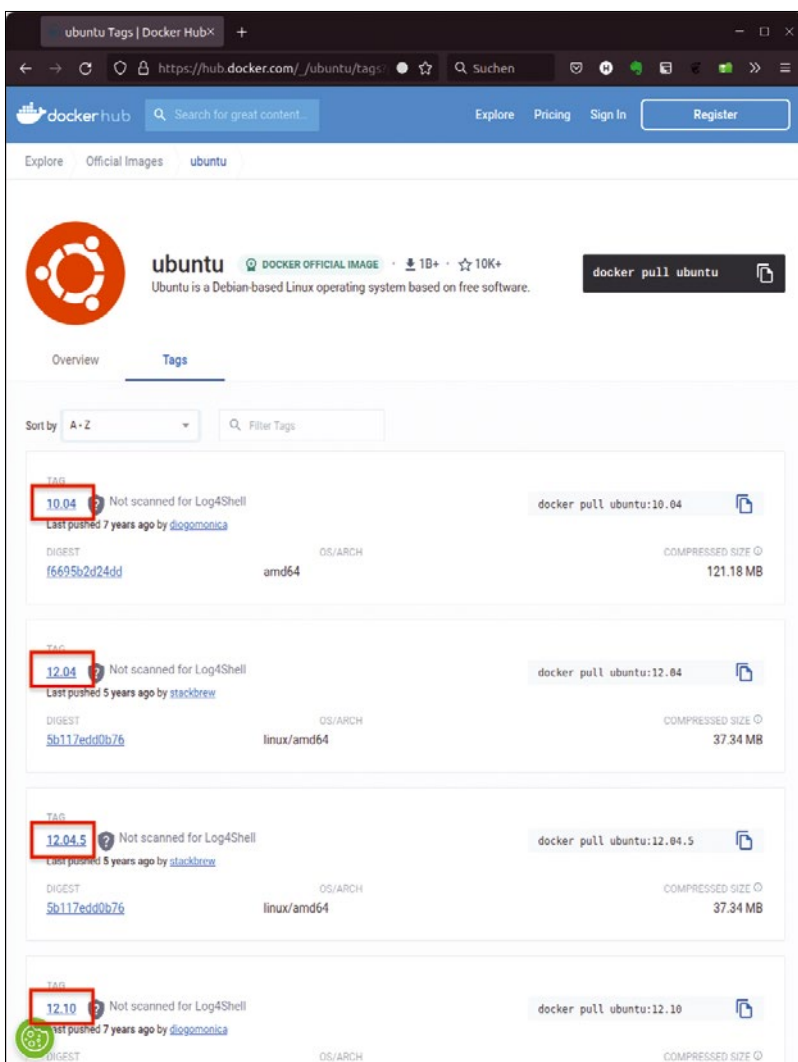 ubuntu Tags | Docker Hub × +
https://hub.docker.com/_/ubuntu/tags? Suchen
dockerhub Search for great content... Explore Pricing Sign In Register
Explore Official Images ubuntu
ubuntu DOCKER OFFICIAL IMAGE · 1B+ · 10K+
docker pull ubuntu
Ubuntu is a Debian-based Linux operating system based on free software.
Overview Tags
Sort by A - Z Filter Tags
TAG
10.04 Not scanned for Log4Shell docker pull ubuntu:10.04
Last pushed 7 years ago by diogomonica
DIGEST OS/ARCH COMPRESSED SIZE
f6695b2d24dd amd64 121.18 MB
TAG
12.04 Not scanned for Log4Shell docker pull ubuntu:12.04
Last pushed 5 years ago by stackbrew
DIGEST OS/ARCH COMPRESSED SIZE
5b117edd0b76 linux/amd64 37.34 MB
TAG
12.04.5 Not scanned for Log4Shell docker pull ubuntu:12.04.5
Last pushed 5 years ago by stackbrew
DIGEST OS/ARCH COMPRESSED SIZE
5b117edd0b76 linux/amd64 37.34 MB
TAG
12.10 Not scanned for Log4Shell docker pull ubuntu:12.10
Last pushed 7 years ago by diogomonica
DIGEST OS/ARCH COMPRESSED SIZE